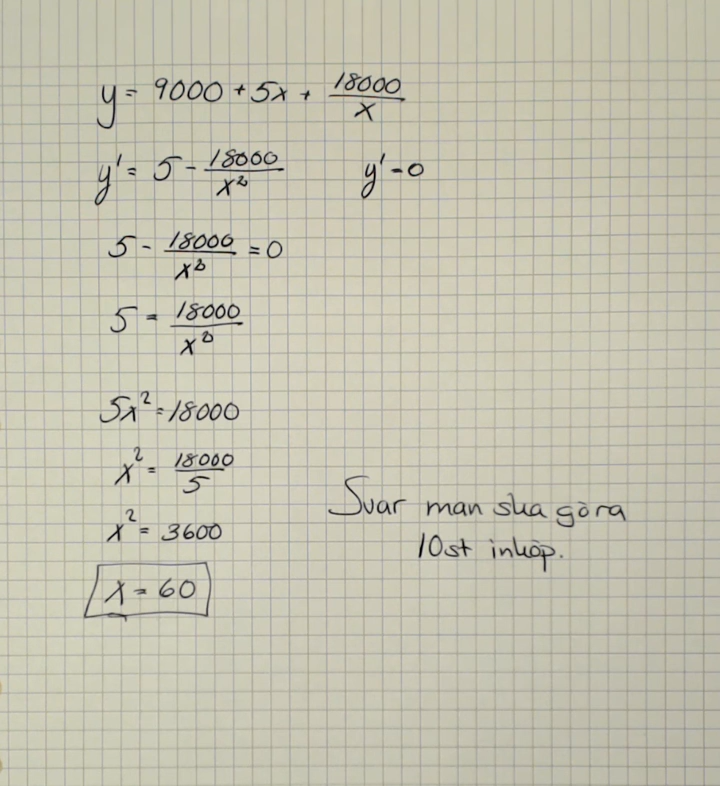 y = 9000 + 5x + 18000/x
y' = 5 - 18000/x² y' = 0
5 - 18000/x² = 0
5 = 18000/x²
5x² = 18000
x² = 18000/5
x² = 3600
x = 60
Svar man ska göra
10st inköp.